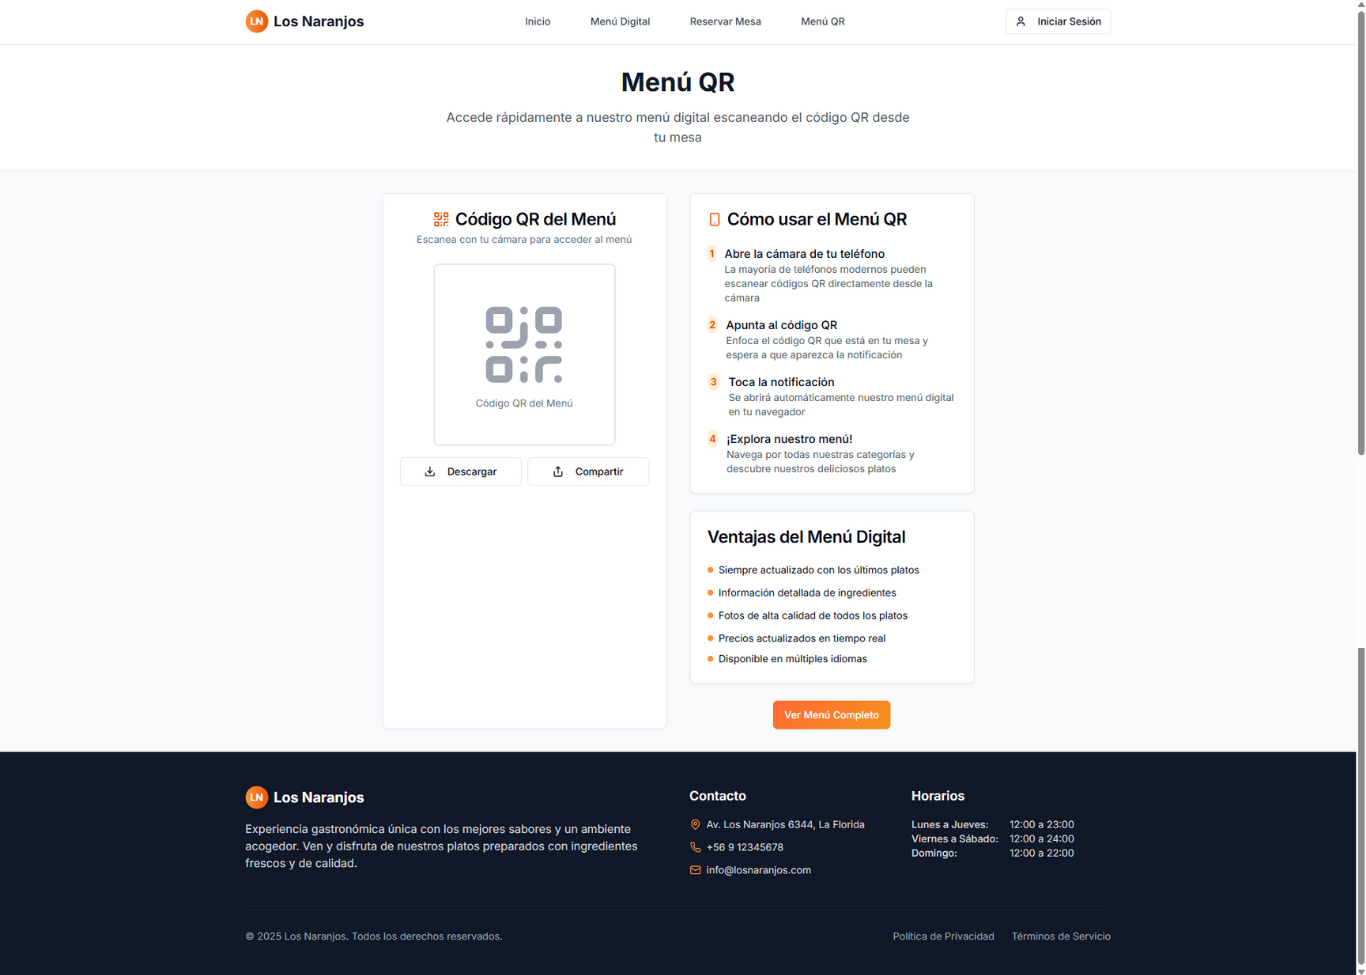 LN Los Naranjos
Inicio
Menú Digital
Reservar Mesa
Menú QR
Iniciar Sesión
Menú QR
Accede rápidamente a nuestro menú digital escaneando el código QR desde
tu mesa
Código QR del Menú
Escanea con tu cámara para acceder al menú
Código QR del Menú
Descargar
Compartir
Cómo usar el Menú QR
1 Abre la cámara de tu teléfono
La mayoría de teléfonos modernos pueden
escanear códigos QR directamente desde la
cámara
2 Apunta al código QR
Enfoca el código QR que está en tu mesa y
espera a que aparezca la notificación
3 Toca la notificación
Se abrirá automáticamente nuestro menú digital
en tu navegador
4 ¡Explora nuestro menú!
Navega por todas nuestras categorías y
descubre nuestros deliciosos platos
Ventajas del Menú Digital
Siempre actualizado con los últimos platos
Información detallada de ingredientes
Fotos de alta calidad de todos los platos
Precios actualizados en tiempo real
Disponible en múltiples idiomas
Ver Menú Completo
LN Los Naranjos
Experiencia gastronómica única con los mejores sabores y un ambiente
acogedor. Ven y disfruta de nuestros platos preparados con ingredientes
frescos y de calidad.
Contacto
Av. Los Naranjos 6344, La Florida
+56 9 12345678
info@losnaranjos.com
Horarios
Lunes a Jueves: 12:00 a 23:00
Viernes a Sábado: 12:00 a 24:00
Domingo: 12:00 a 22:00
© 2025 Los Naranjos. Todos los derechos reservados.
Política de Privacidad
Términos de Servicio